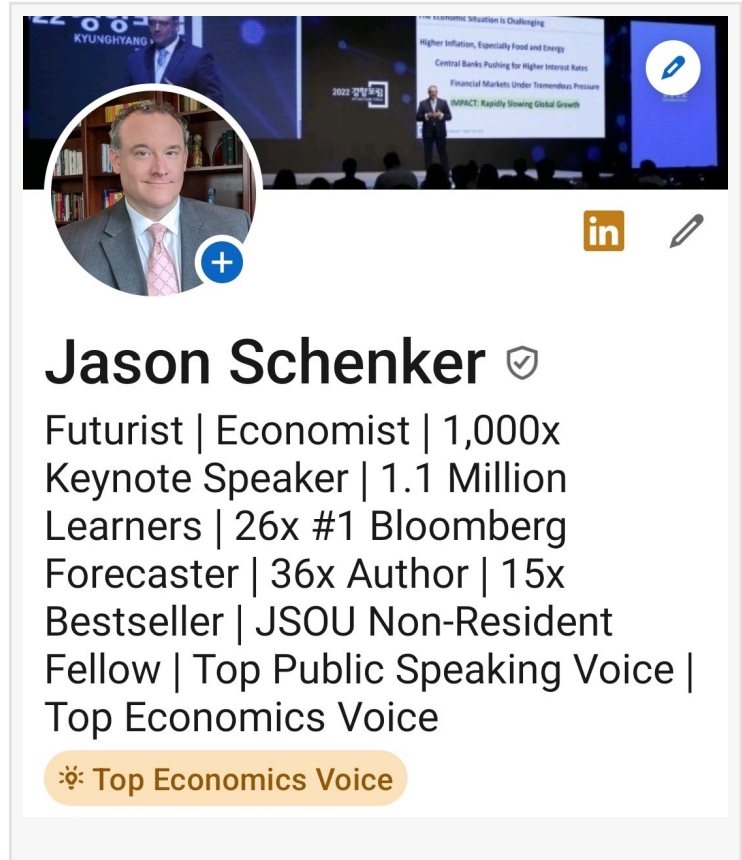 KYUNGHYANG
The Economic Situation is Challenging
Higher Inflation, Especially Food and Energy
Central Banks Pushing for Higher Interest Rates
Financial Markets Under Tremendous Pressure
IMPACT: Rapidly Slowing Global Growth
2022 경향포럼
in
Jason Schenker
Futurist | Economist | 1,000x
Keynote Speaker | 1.1 Million
Learners | 26x #1 Bloomberg
Forecaster | 36x Author | 15x
Bestseller | JSOU Non-Resident
Fellow | Top Public Speaking Voice |
Top Economics Voice
Top Economics Voice